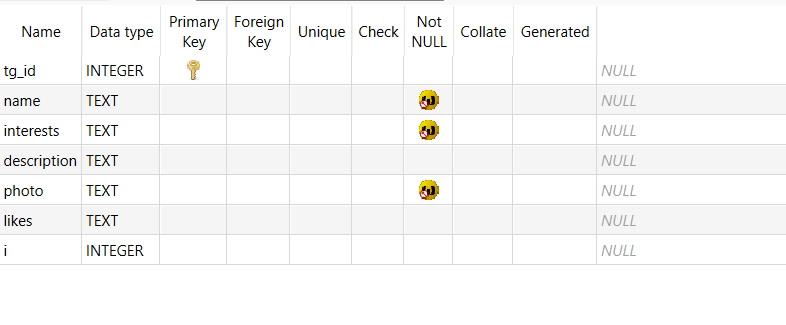 Name Data type Primary Key Foreign Key Unique Check Not NULL Collate Generated
tg_id INTEGER NULL
name TEXT NULL
interests TEXT NULL
description TEXT NULL
photo TEXT NULL
likes TEXT NULL
i INTEGER NULL